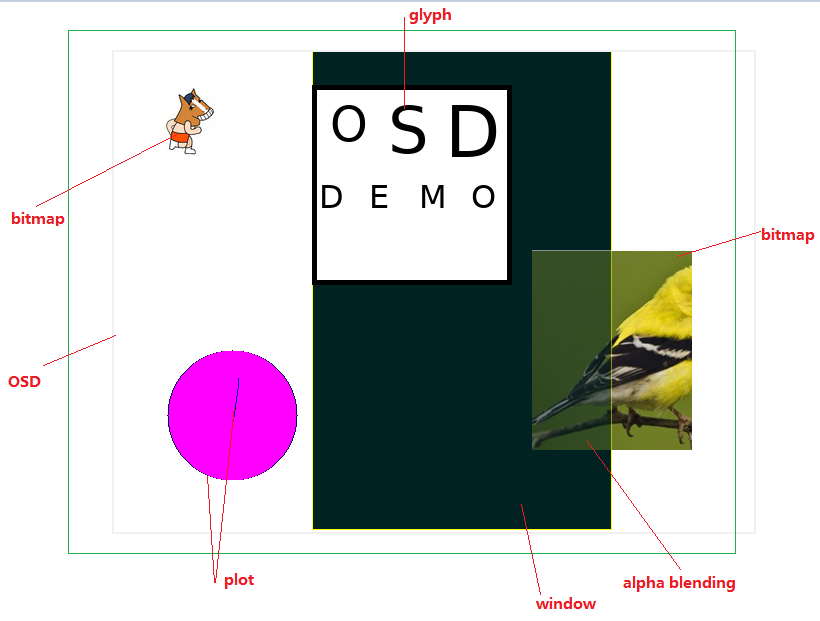 glyph
O S D
D E M O
bitmap
bitmap
OSD
plot
alpha blending
window